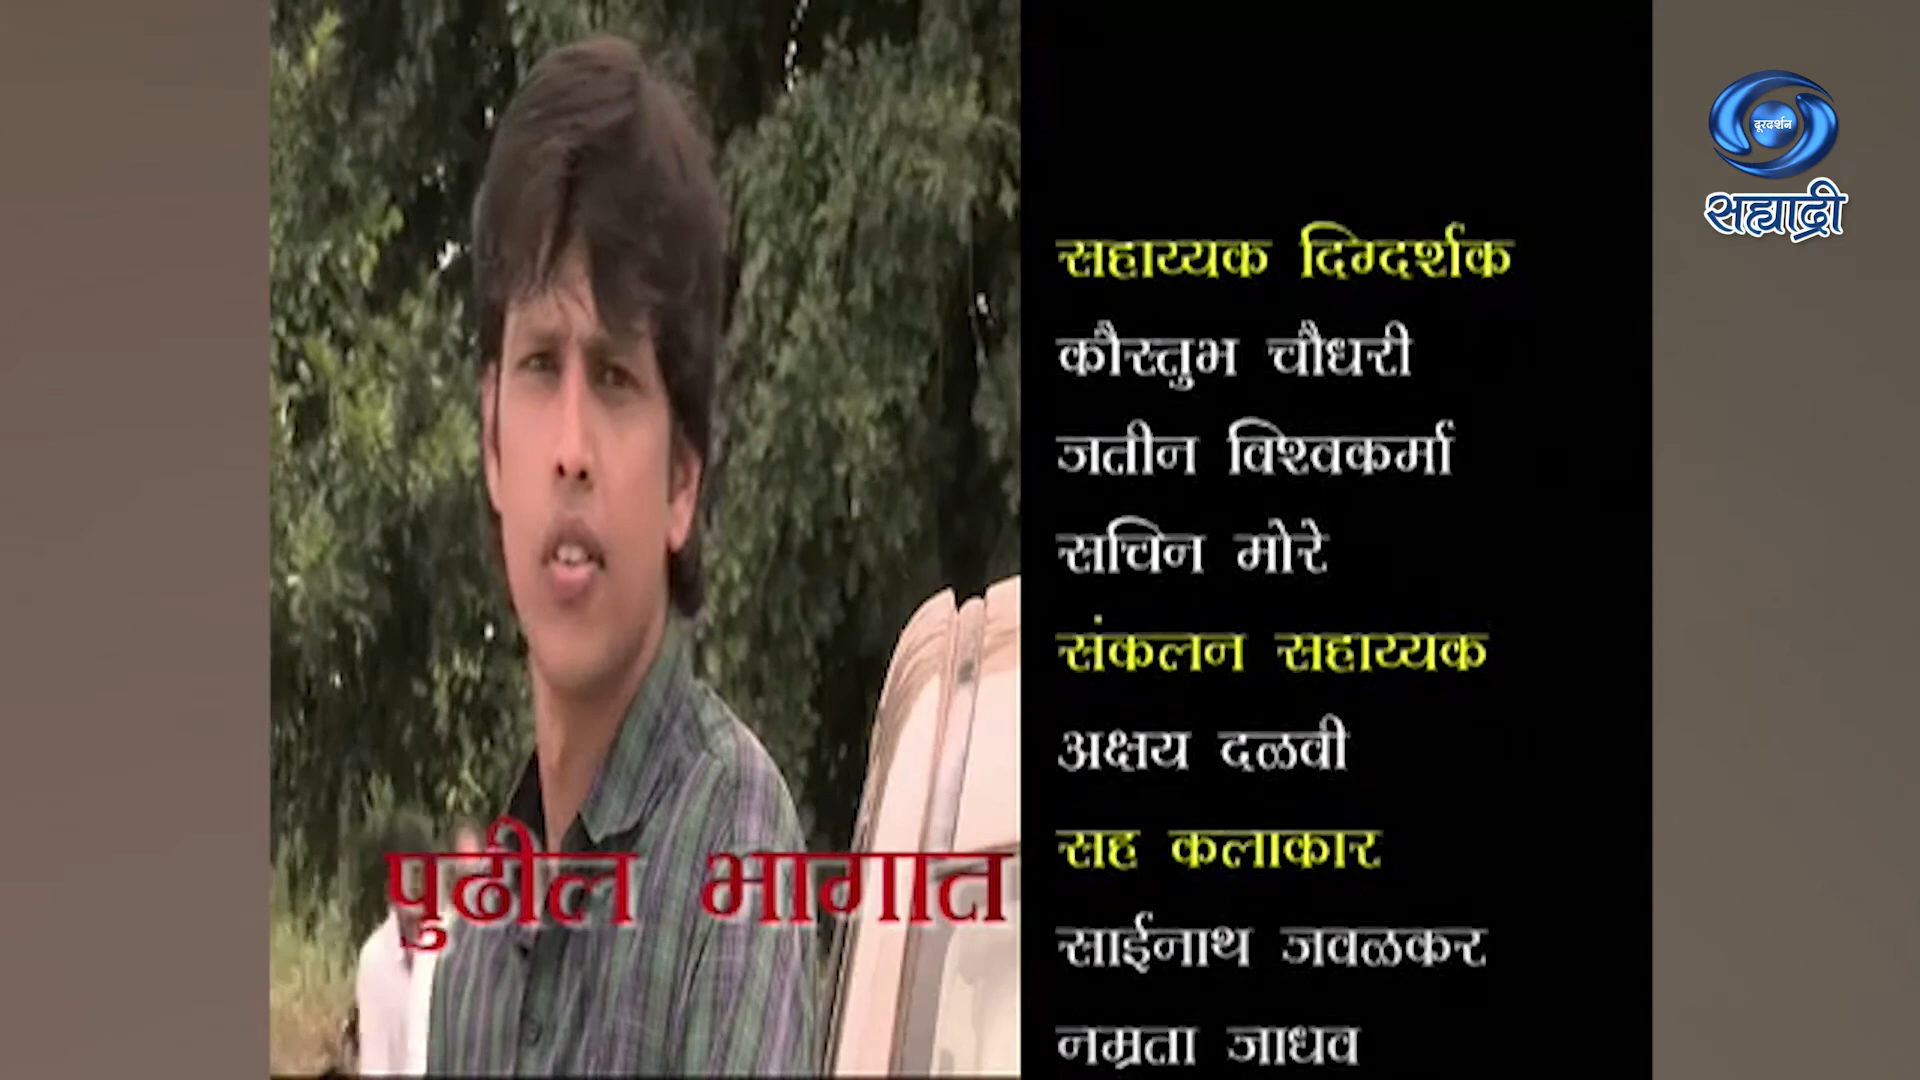 दूरदर्शन
सह्याद्री
सहाय्यक दिग्दर्शक
कौस्तुभ चौधरी
जतीन विश्वकर्मा
सचिन मोरे
संकलन सहाय्यक
अक्षय दळवी
सह कलाकार
साईनाथ जवळकर
नम्रता जाधव
पुढील भागात